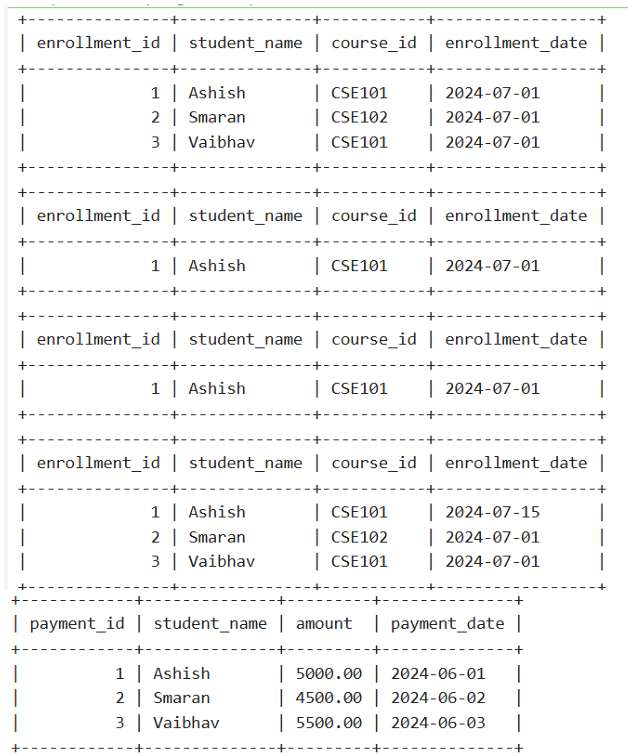 +---------------+--------------+-----------+-----------------+
| enrollment_id | student_name | course_id | enrollment_date |
+---------------+--------------+-----------+-----------------+
|             1 | Ashish       | CSE101    | 2024-07-01      |
|             2 | Smaran       | CSE102    | 2024-07-01      |
|             3 | Vaibhav      | CSE101    | 2024-07-01      |
+---------------+--------------+-----------+-----------------+
+---------------+--------------+-----------+-----------------+
| enrollment_id | student_name | course_id | enrollment_date |
+---------------+--------------+-----------+-----------------+
|             1 | Ashish       | CSE101    | 2024-07-01      |
+---------------+--------------+-----------+-----------------+
+---------------+--------------+-----------+-----------------+
| enrollment_id | student_name | course_id | enrollment_date |
+---------------+--------------+-----------+-----------------+
|             1 | Ashish       | CSE101    | 2024-07-01      |
+---------------+--------------+-----------+-----------------+
+---------------+--------------+-----------+-----------------+
| enrollment_id | student_name | course_id | enrollment_date |
+---------------+--------------+-----------+-----------------+
|             1 | Ashish       | CSE101    | 2024-07-15      |
|             2 | Smaran       | CSE102    | 2024-07-01      |
|             3 | Vaibhav      | CSE101    | 2024-07-01      |
+---------------+--------------+-----------+-----------------+
+------------+--------------+---------+--------------+
| payment_id | student_name | amount  | payment_date |
+------------+--------------+---------+--------------+
|          1 | Ashish       | 5000.00 | 2024-06-01   |
|          2 | Smaran       | 4500.00 | 2024-06-02   |
|          3 | Vaibhav      | 5500.00 | 2024-06-03   |
+------------+--------------+---------+--------------+